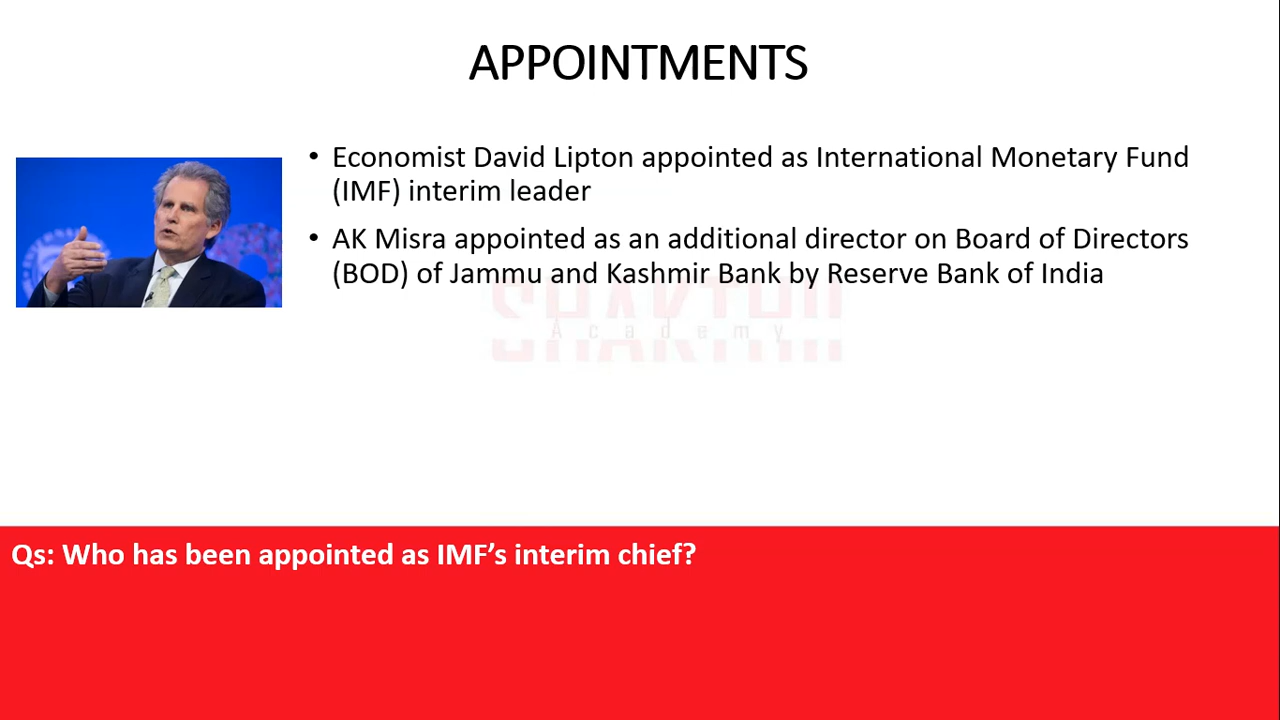 APPOINTMENTS
• Economist David Lipton appointed as International Monetary Fund
(IMF) interim leader
• AK Misra appointed as an additional director on Board of Directors
(BOD) of Jammu and Kashmir Bank by Reserve Bank of India
Academy
Qs: Who has been appointed as IMF’s interim chief?